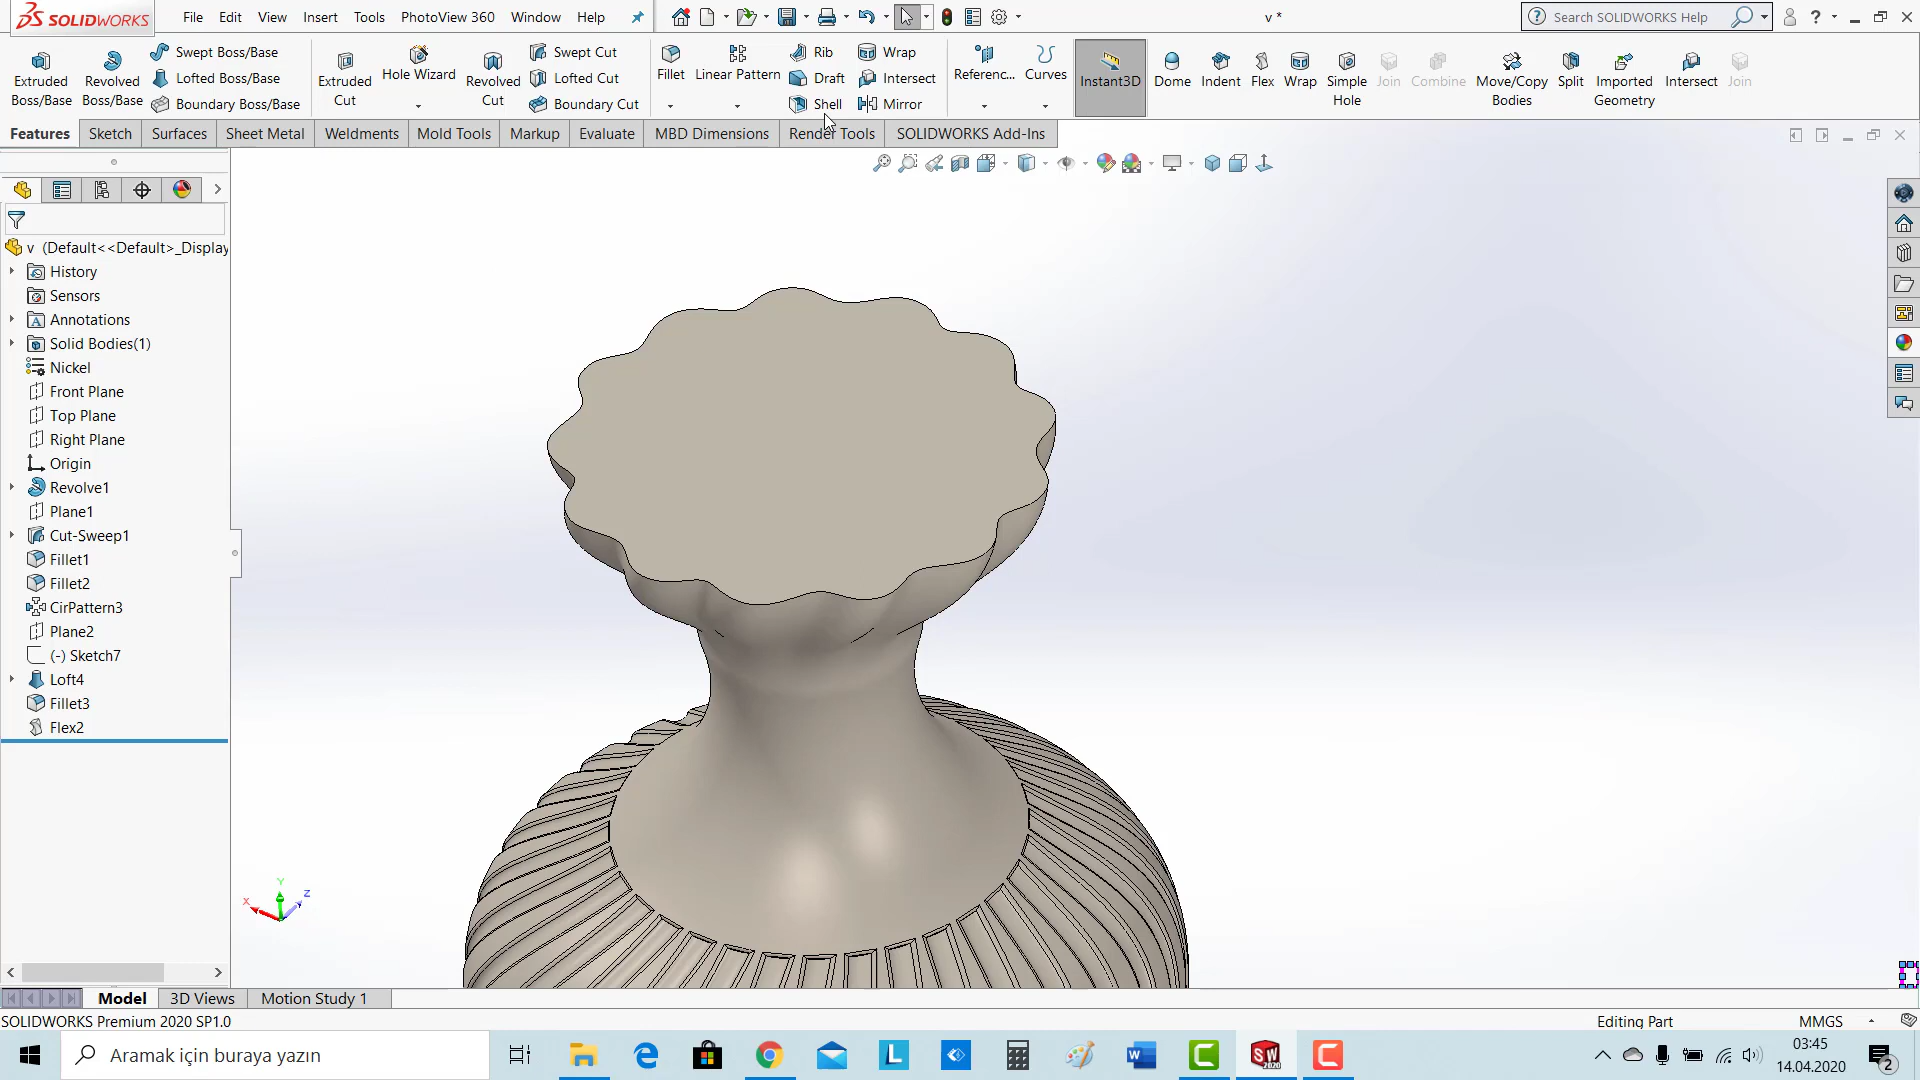 SOLIDWORKS File Edit View Insert Tools PhotoView 360 Window Help v * Search SOLIDWORKS Help
Extruded Boss/Base
Revolved Boss/Base
Swept Boss/Base
Lofted Boss/Base
Boundary Boss/Base
Extruded Cut
Hole Wizard
Revolved Cut
Swept Cut
Lofted Cut
Boundary Cut
Fillet
Linear Pattern
Rib
Draft
Shell
Wrap
Intersect
Mirror
Referenc...
Curves
Instant3D
Dome
Indent
Flex
Wrap
Simple Hole
Join
Combine
Move/Copy Bodies
Split
Imported Geometry
Intersect
Join
Features Sketch Surfaces Sheet Metal Weldments Mold Tools Markup Evaluate MBD Dimensions Render Tools SOLIDWORKS Add-Ins
v (Default<<Default>_Display
History
Sensors
Annotations
Solid Bodies(1)
Nickel
Front Plane
Top Plane
Right Plane
Origin
Revolve1
Plane1
Cut-Sweep1
Fillet1
Fillet2
CirPattern3
Plane2
(-) Sketch7
Loft4
Fillet3
Flex2
X Y Z
Model 3D Views Motion Study 1
SOLIDWORKS Premium 2020 SP1.0 Editing Part MMGS
Aramak için buraya yazın
03:45
14.04.2020
2